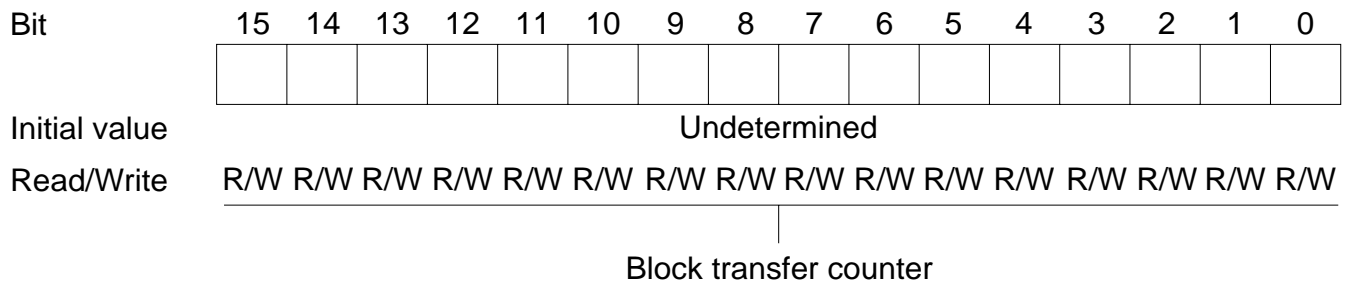 Bit 15 14 13 12 11 10 9 8 7 6 5 4 3 2 1 0
Initial value Undetermined
Read/Write R/W R/W R/W R/W R/W R/W R/W R/W R/W R/W R/W R/W R/W R/W R/W R/W
Block transfer counter